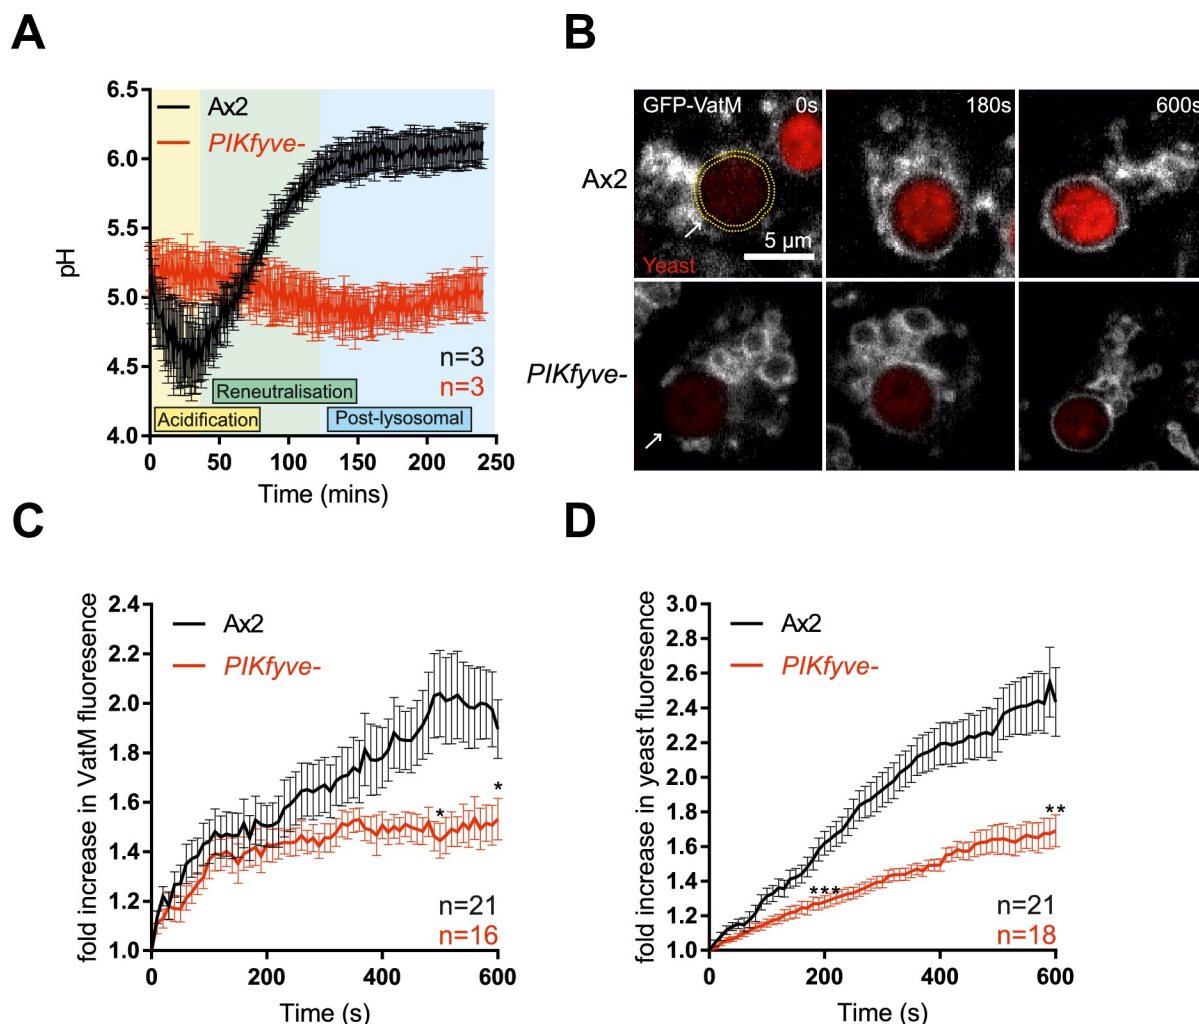 A
6.5
6.0
5.5
5.0
4.5
4.0
pH
Ax2
PIKfyve-
n=3
n=3
Reneutralisation
Acidification
Post-lysosomal
0 50 100 150 200 250
Time (mins)
B
GFP-VatM 0s
180s
600s
Ax2
5 µm
Yeast
PIKfyve-
C
2.4
2.2
2.0
1.8
1.6
1.4
1.2
1.0
fold increase in VatM fluoresence
Ax2
PIKfyve-
*
*
n=21
n=16
0 200 400 600
Time (s)
D
3.0
2.8
2.6
2.4
2.2
2.0
1.8
1.6
1.4
1.2
1.0
fold increase in yeast fluoresence
Ax2
PIKfyve-
***
**
n=21
n=18
0 200 400 600
Time (s)